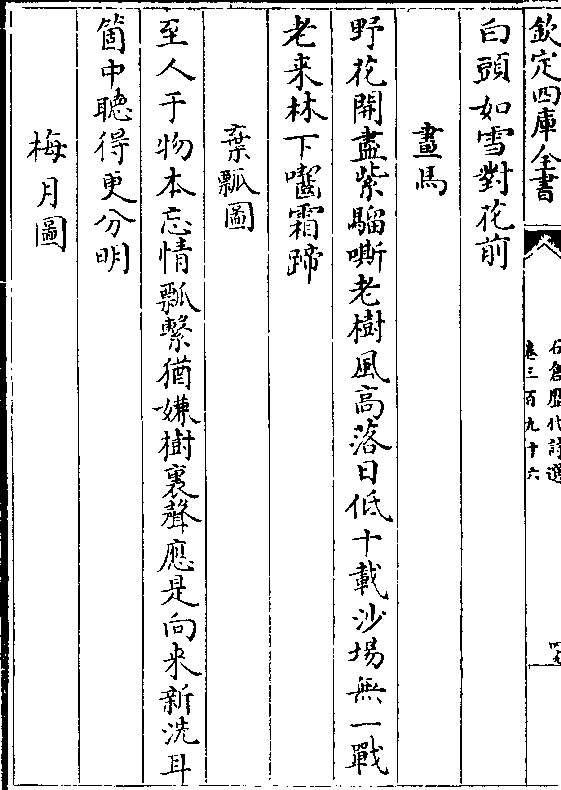 欽定四庫全書
石倉歷代詩選
卷三百九十六
白頭如雪對花前
畫馬
野花開盡紫騮嘶老樹風高落日低十載沙場無一戰
老来林下囓霜蹄
棄瓢圖
至人于物本忘情瓢繫猶嫌樹裏聲應是向来新洗耳
箇中聽得更分明
梅月圖